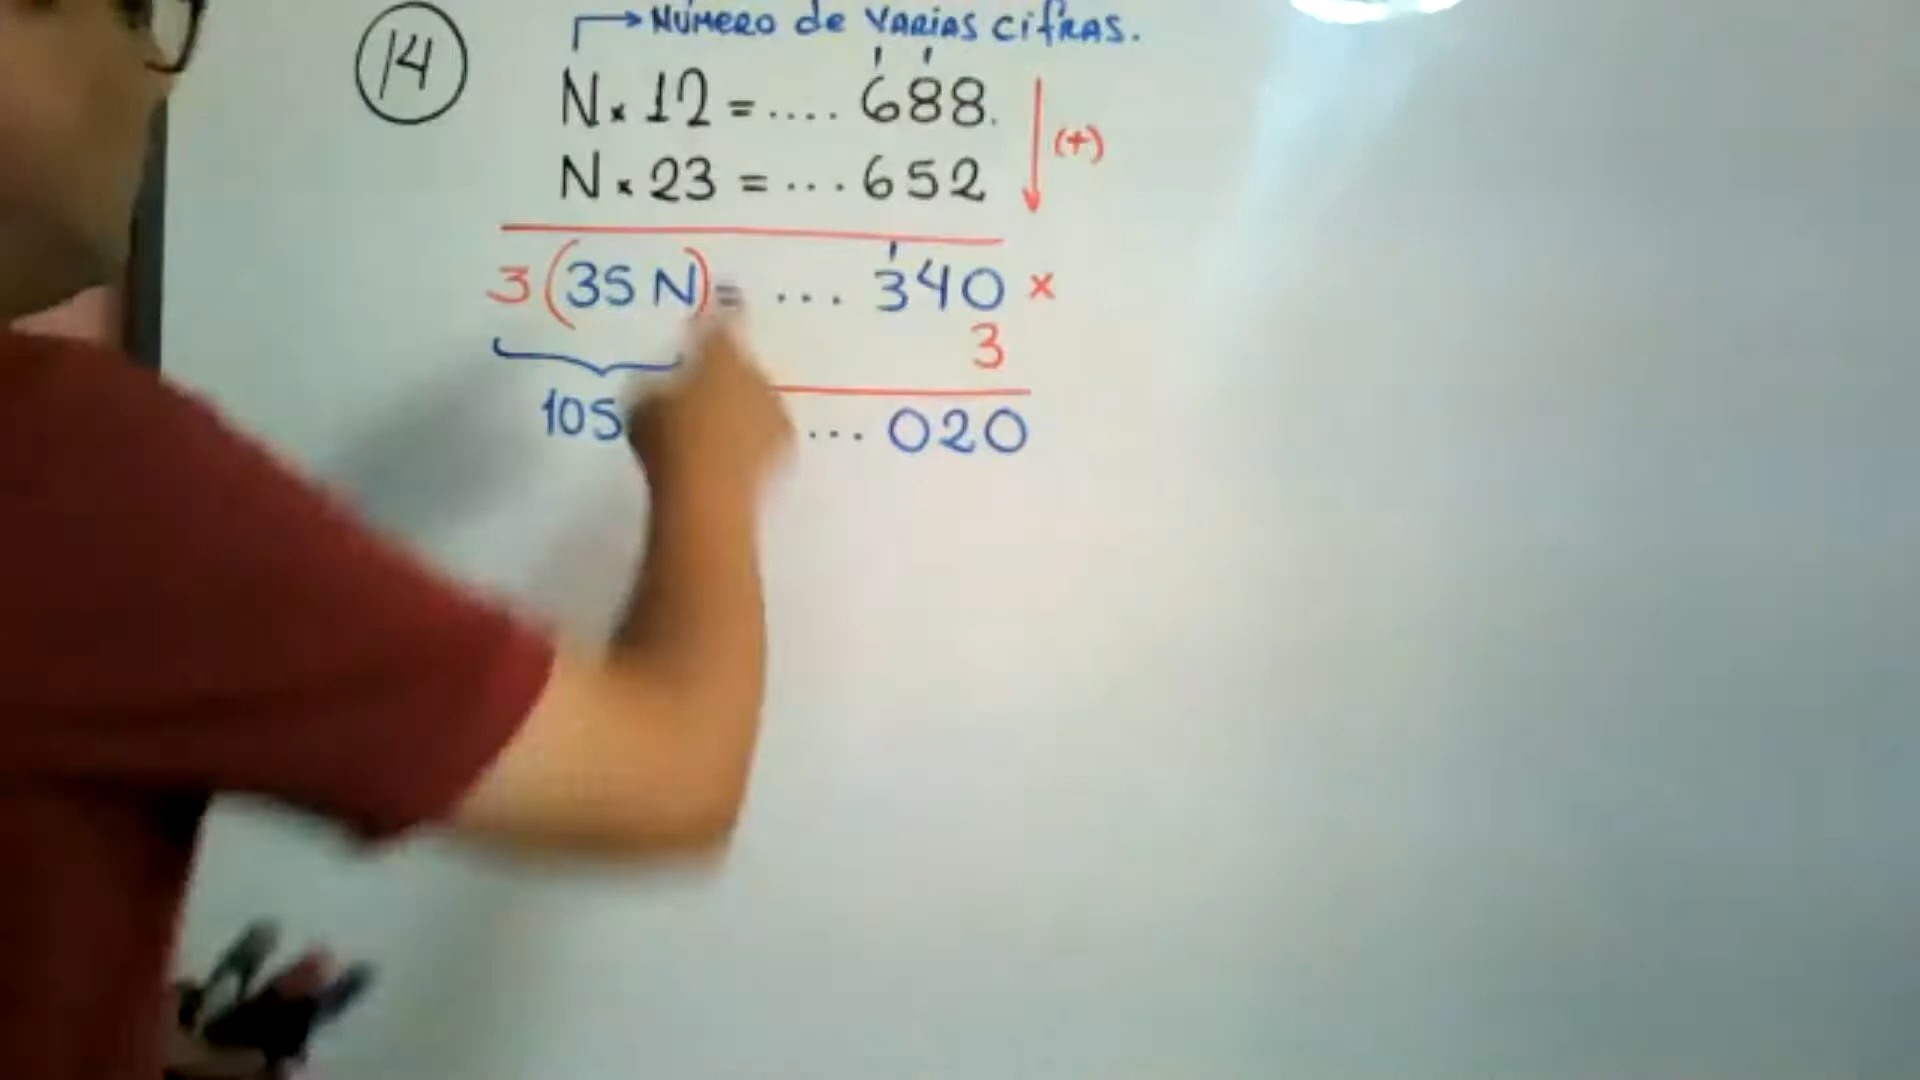 14
NÚMERO de VARIAS CIFRAS.
N × 12 = .... 688.
N × 23 = ... 652
(+)
3 (35 N) = ... 340 ×
3
105 ... 020